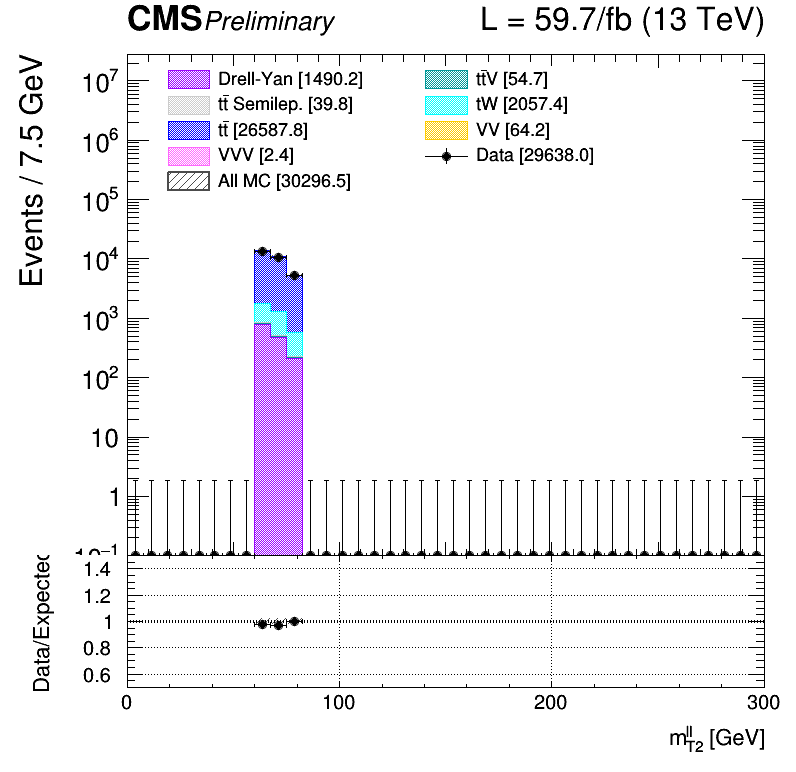 CMS Preliminary L = 59.7/fb (13 TeV)
Events / 7.5 GeV
10⁷
10⁶
10⁵
10⁴
10³
10²
10
1
10⁻¹
Drell-Yan [1490.2]
tt̄ Semilep. [39.8]
tt̄ [26587.8]
VVV [2.4]
All MC [30296.5]
tt̄V [54.7]
tW [2057.4]
VV [64.2]
Data [29638.0]
Data/Expected
1.4
1.2
1
0.8
0.6
0 100 200 300
m_T2^ll [GeV]